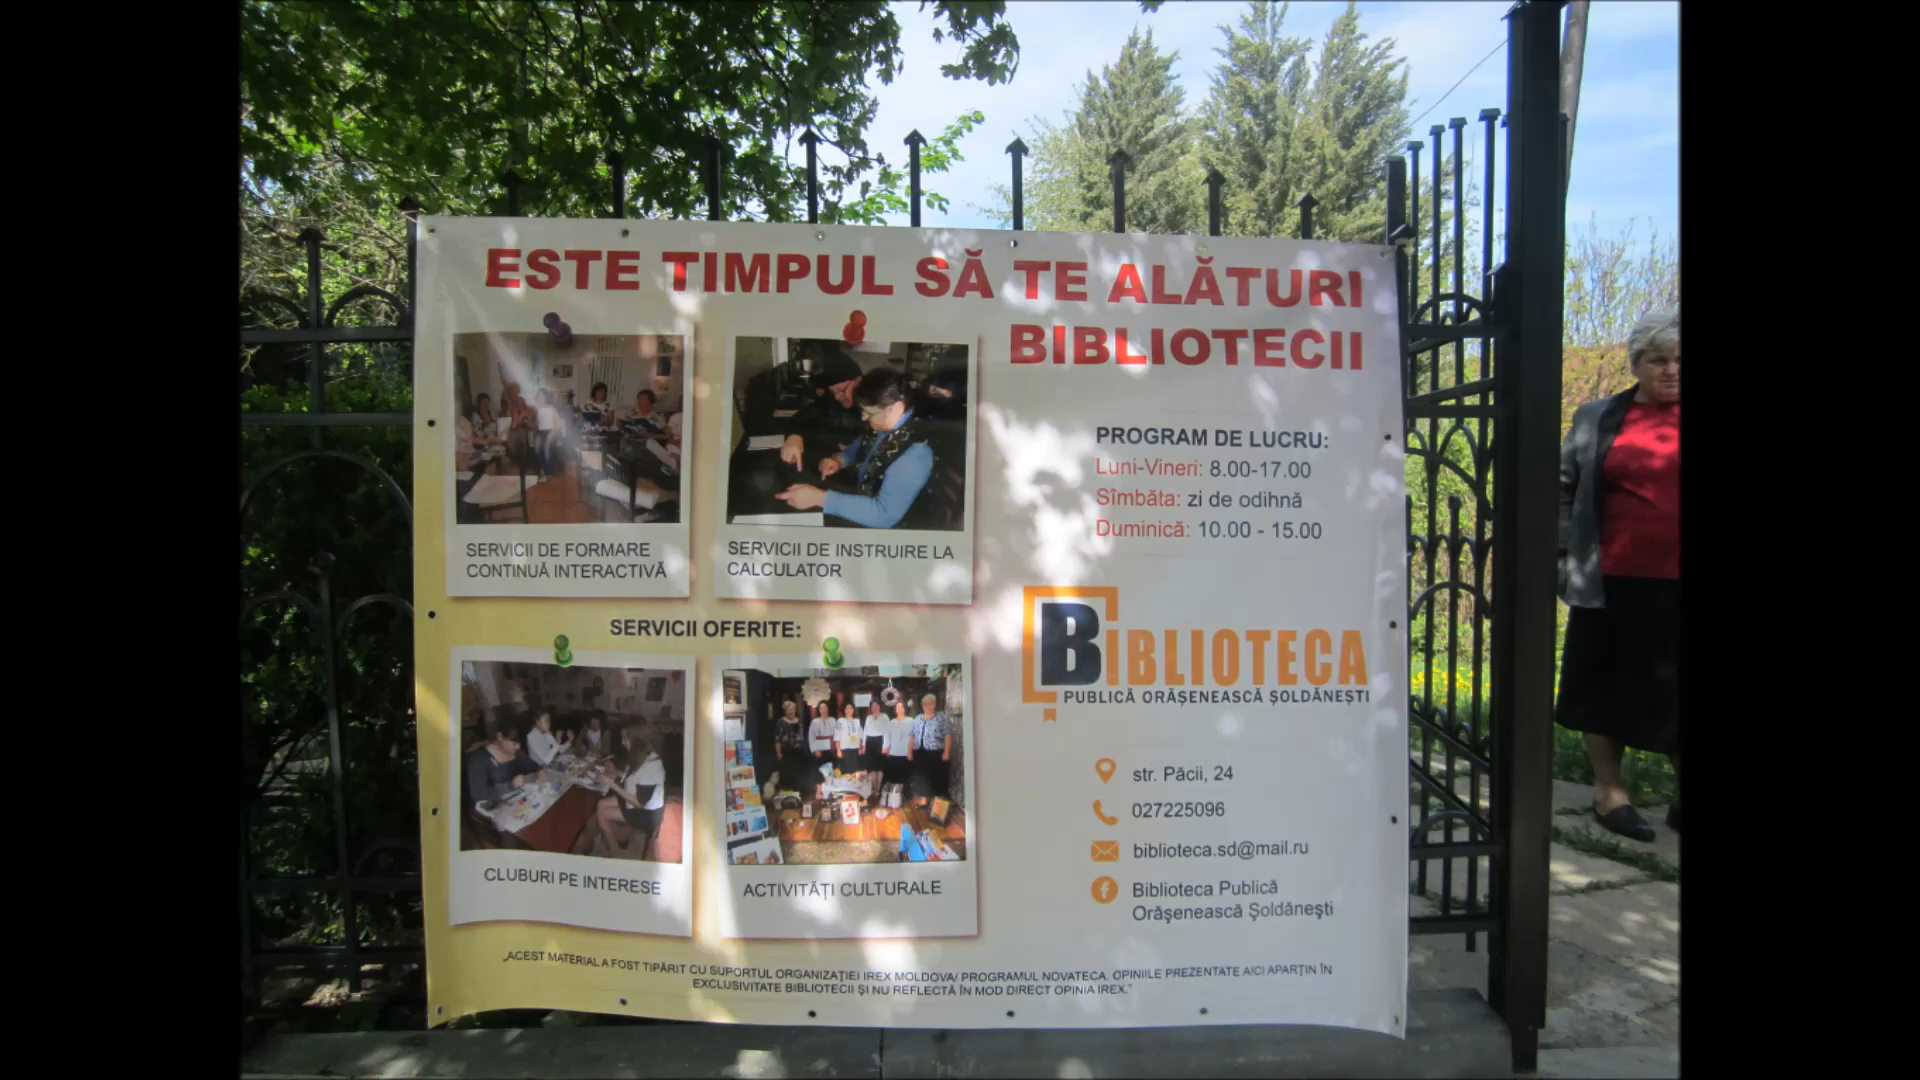 ESTE TIMPUL SĂ TE ALĂTURI
BIBLIOTECII
SERVICII DE FORMARE
CONTINUĂ INTERACTIVĂ
SERVICII DE INSTRUIRE LA
CALCULATOR
SERVICII OFERITE:
CLUBURI PE INTERESE
ACTIVITĂȚI CULTURALE
PROGRAM DE LUCRU:
Luni-Vineri: 8.00-17.00
Sîmbăta: zi de odihnă
Duminică: 10.00 - 15.00
BIBLIOTECA
PUBLICĂ ORĂȘENEASCĂ ȘOLDĂNEȘTI
str. Păcii, 24
027225096
biblioteca.sd@mail.ru
Biblioteca Publică
Orăşenească Şoldăneşti
„ACEST MATERIAL A FOST TIPĂRIT CU SUPORTUL ORGANIZAŢIEI IREX MOLDOVA/ PROGRAMUL NOVATECA. OPINIILE PREZENTATE AICI APARŢIN ÎN
EXCLUSIVITATE BIBLIOTECII ŞI NU REFLECTĂ ÎN MOD DIRECT OPINIA IREX.”